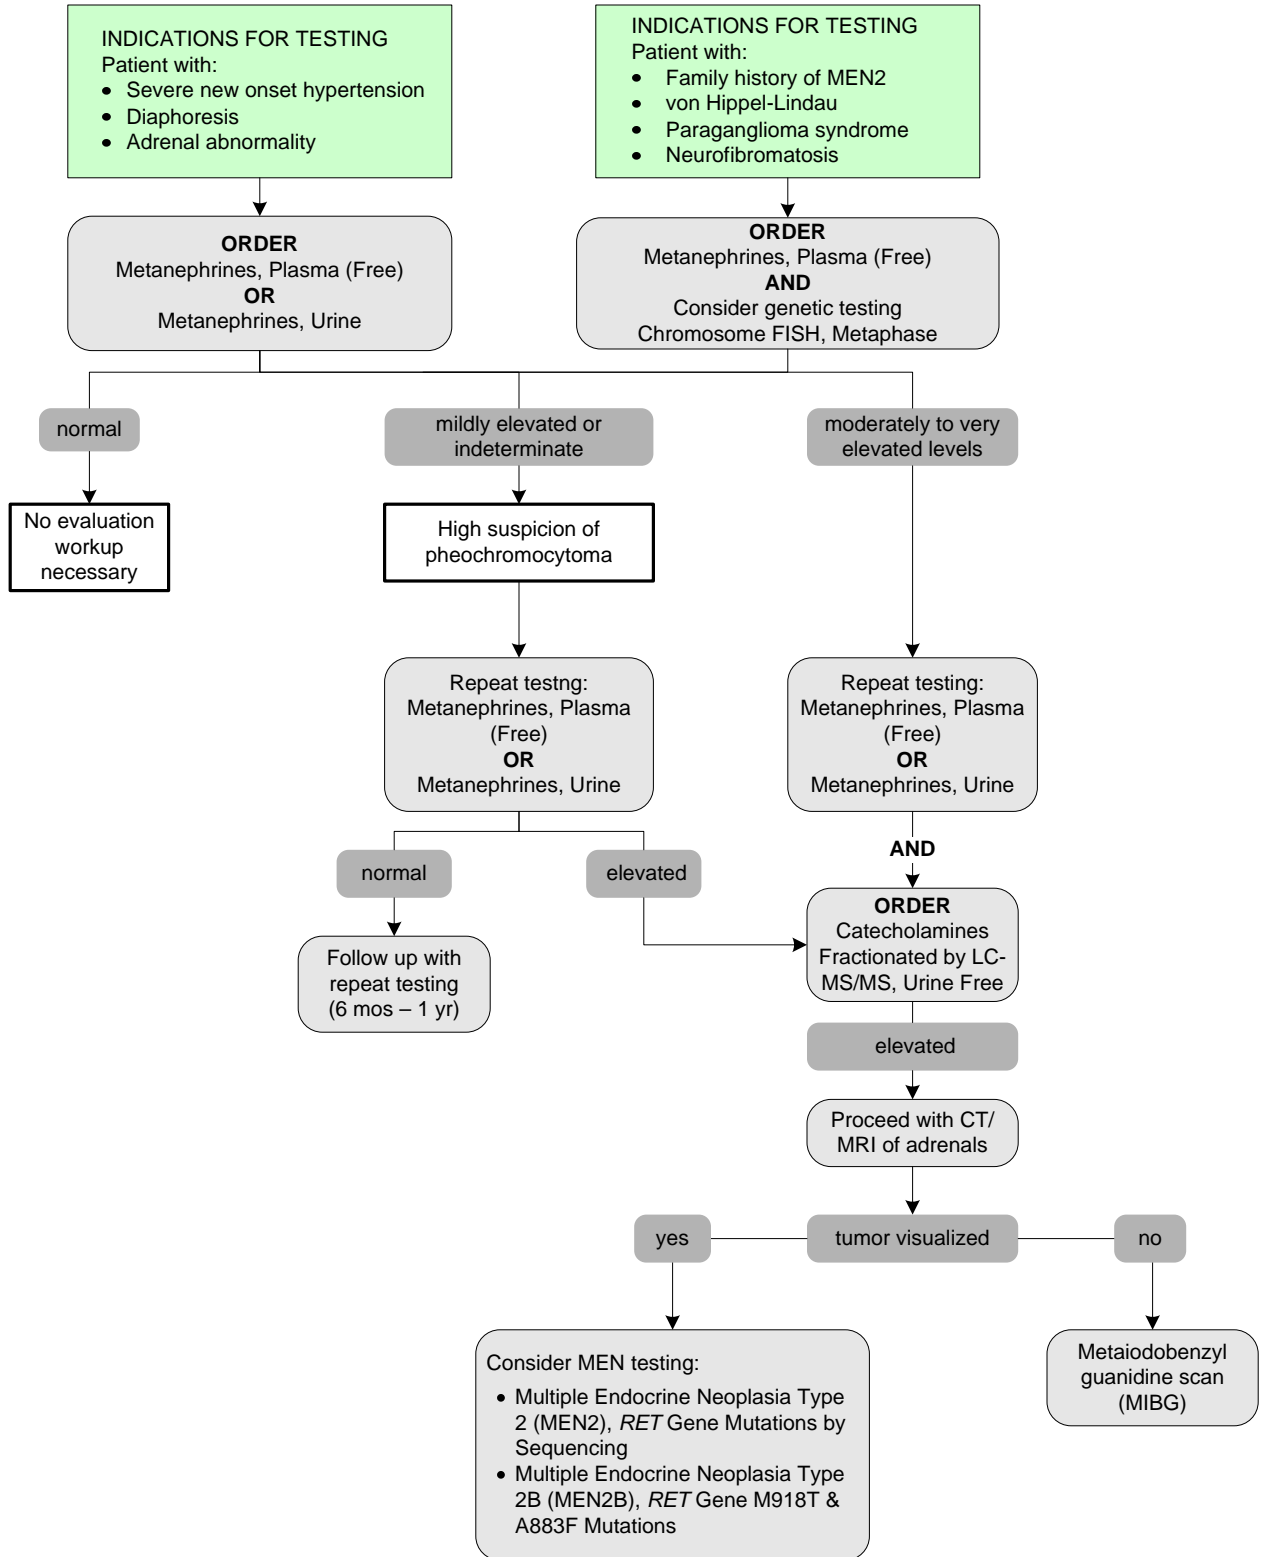 INDICATIONS FOR TESTING
Patient with:
• Severe new onset hypertension
• Diaphoresis
• Adrenal abnormality
INDICATIONS FOR TESTING
Patient with:
• Family history of MEN2
• von Hippel-Lindau
• Paraganglioma syndrome
• Neurofibromatosis
ORDER
Metanephrines, Plasma (Free)
OR
Metanephrines, Urine
ORDER
Metanephrines, Plasma (Free)
AND
Consider genetic testing
Chromosome FISH, Metaphase
normal
mildly elevated or
indeterminate
moderately to very
elevated levels
No evaluation
workup
necessary
High suspicion of
pheochromocytoma
Repeat testng:
Metanephrines, Plasma
(Free)
OR
Metanephrines, Urine
Repeat testing:
Metanephrines, Plasma
(Free)
OR
Metanephrines, Urine
AND
normal
elevated
Follow up with
repeat testing
(6 mos – 1 yr)
ORDER
Catecholamines
Fractionated by LC-
MS/MS, Urine Free
elevated
Proceed with CT/
MRI of adrenals
yes
tumor visualized
no
Consider MEN testing:
• Multiple Endocrine Neoplasia Type
2 (MEN2), RET Gene Mutations by
Sequencing
• Multiple Endocrine Neoplasia Type
2B (MEN2B), RET Gene M918T &
A883F Mutations
Metaiodobenzyl
guanidine scan
(MIBG)